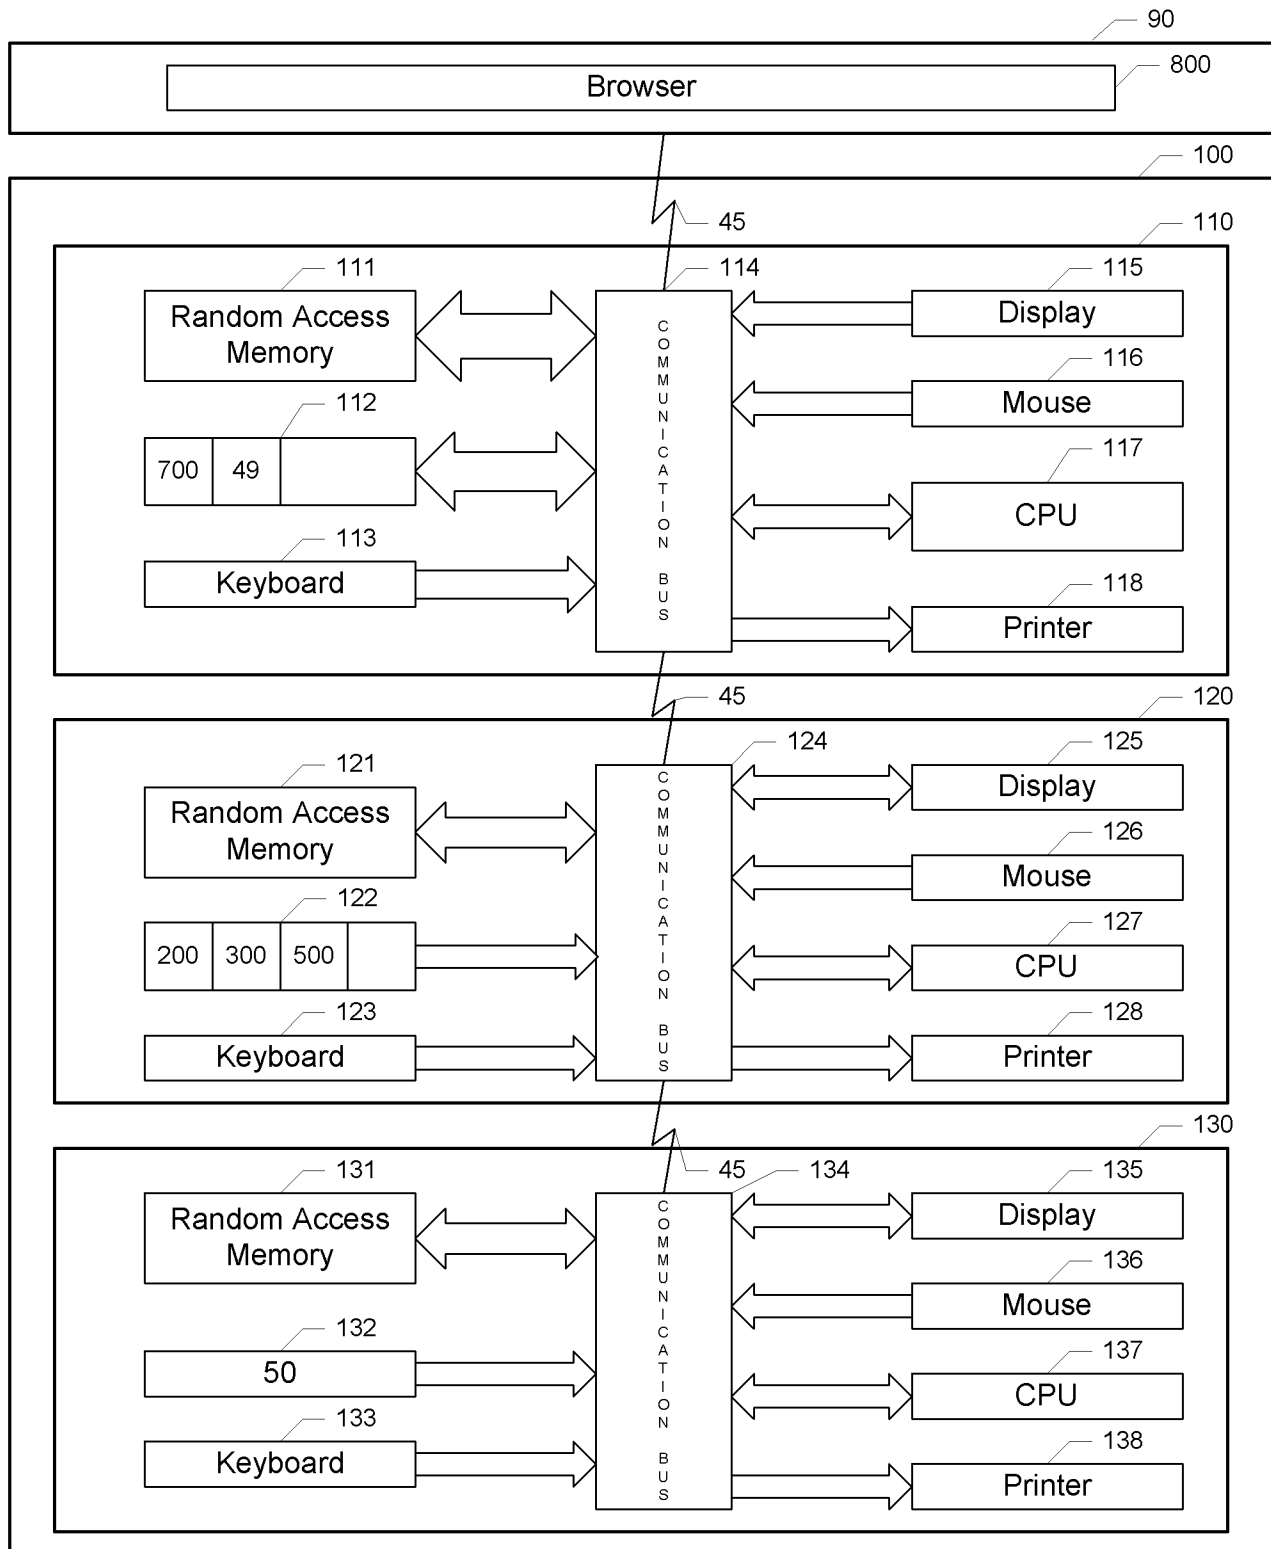 90
800
Browser
100
45
110
111
114
115
Random Access
Memory
Display
116
Mouse
112
700 49
117
CPU
113
Keyboard
118
Printer
COMMUNICATION BUS
45
120
121
124
125
Random Access
Memory
Display
126
Mouse
122
200 300 500
127
CPU
123
Keyboard
128
Printer
COMMUNICATION BUS
45
130
131
134
135
Random Access
Memory
Display
136
Mouse
132
50
137
CPU
133
Keyboard
138
Printer
COMMUNICATION BUS